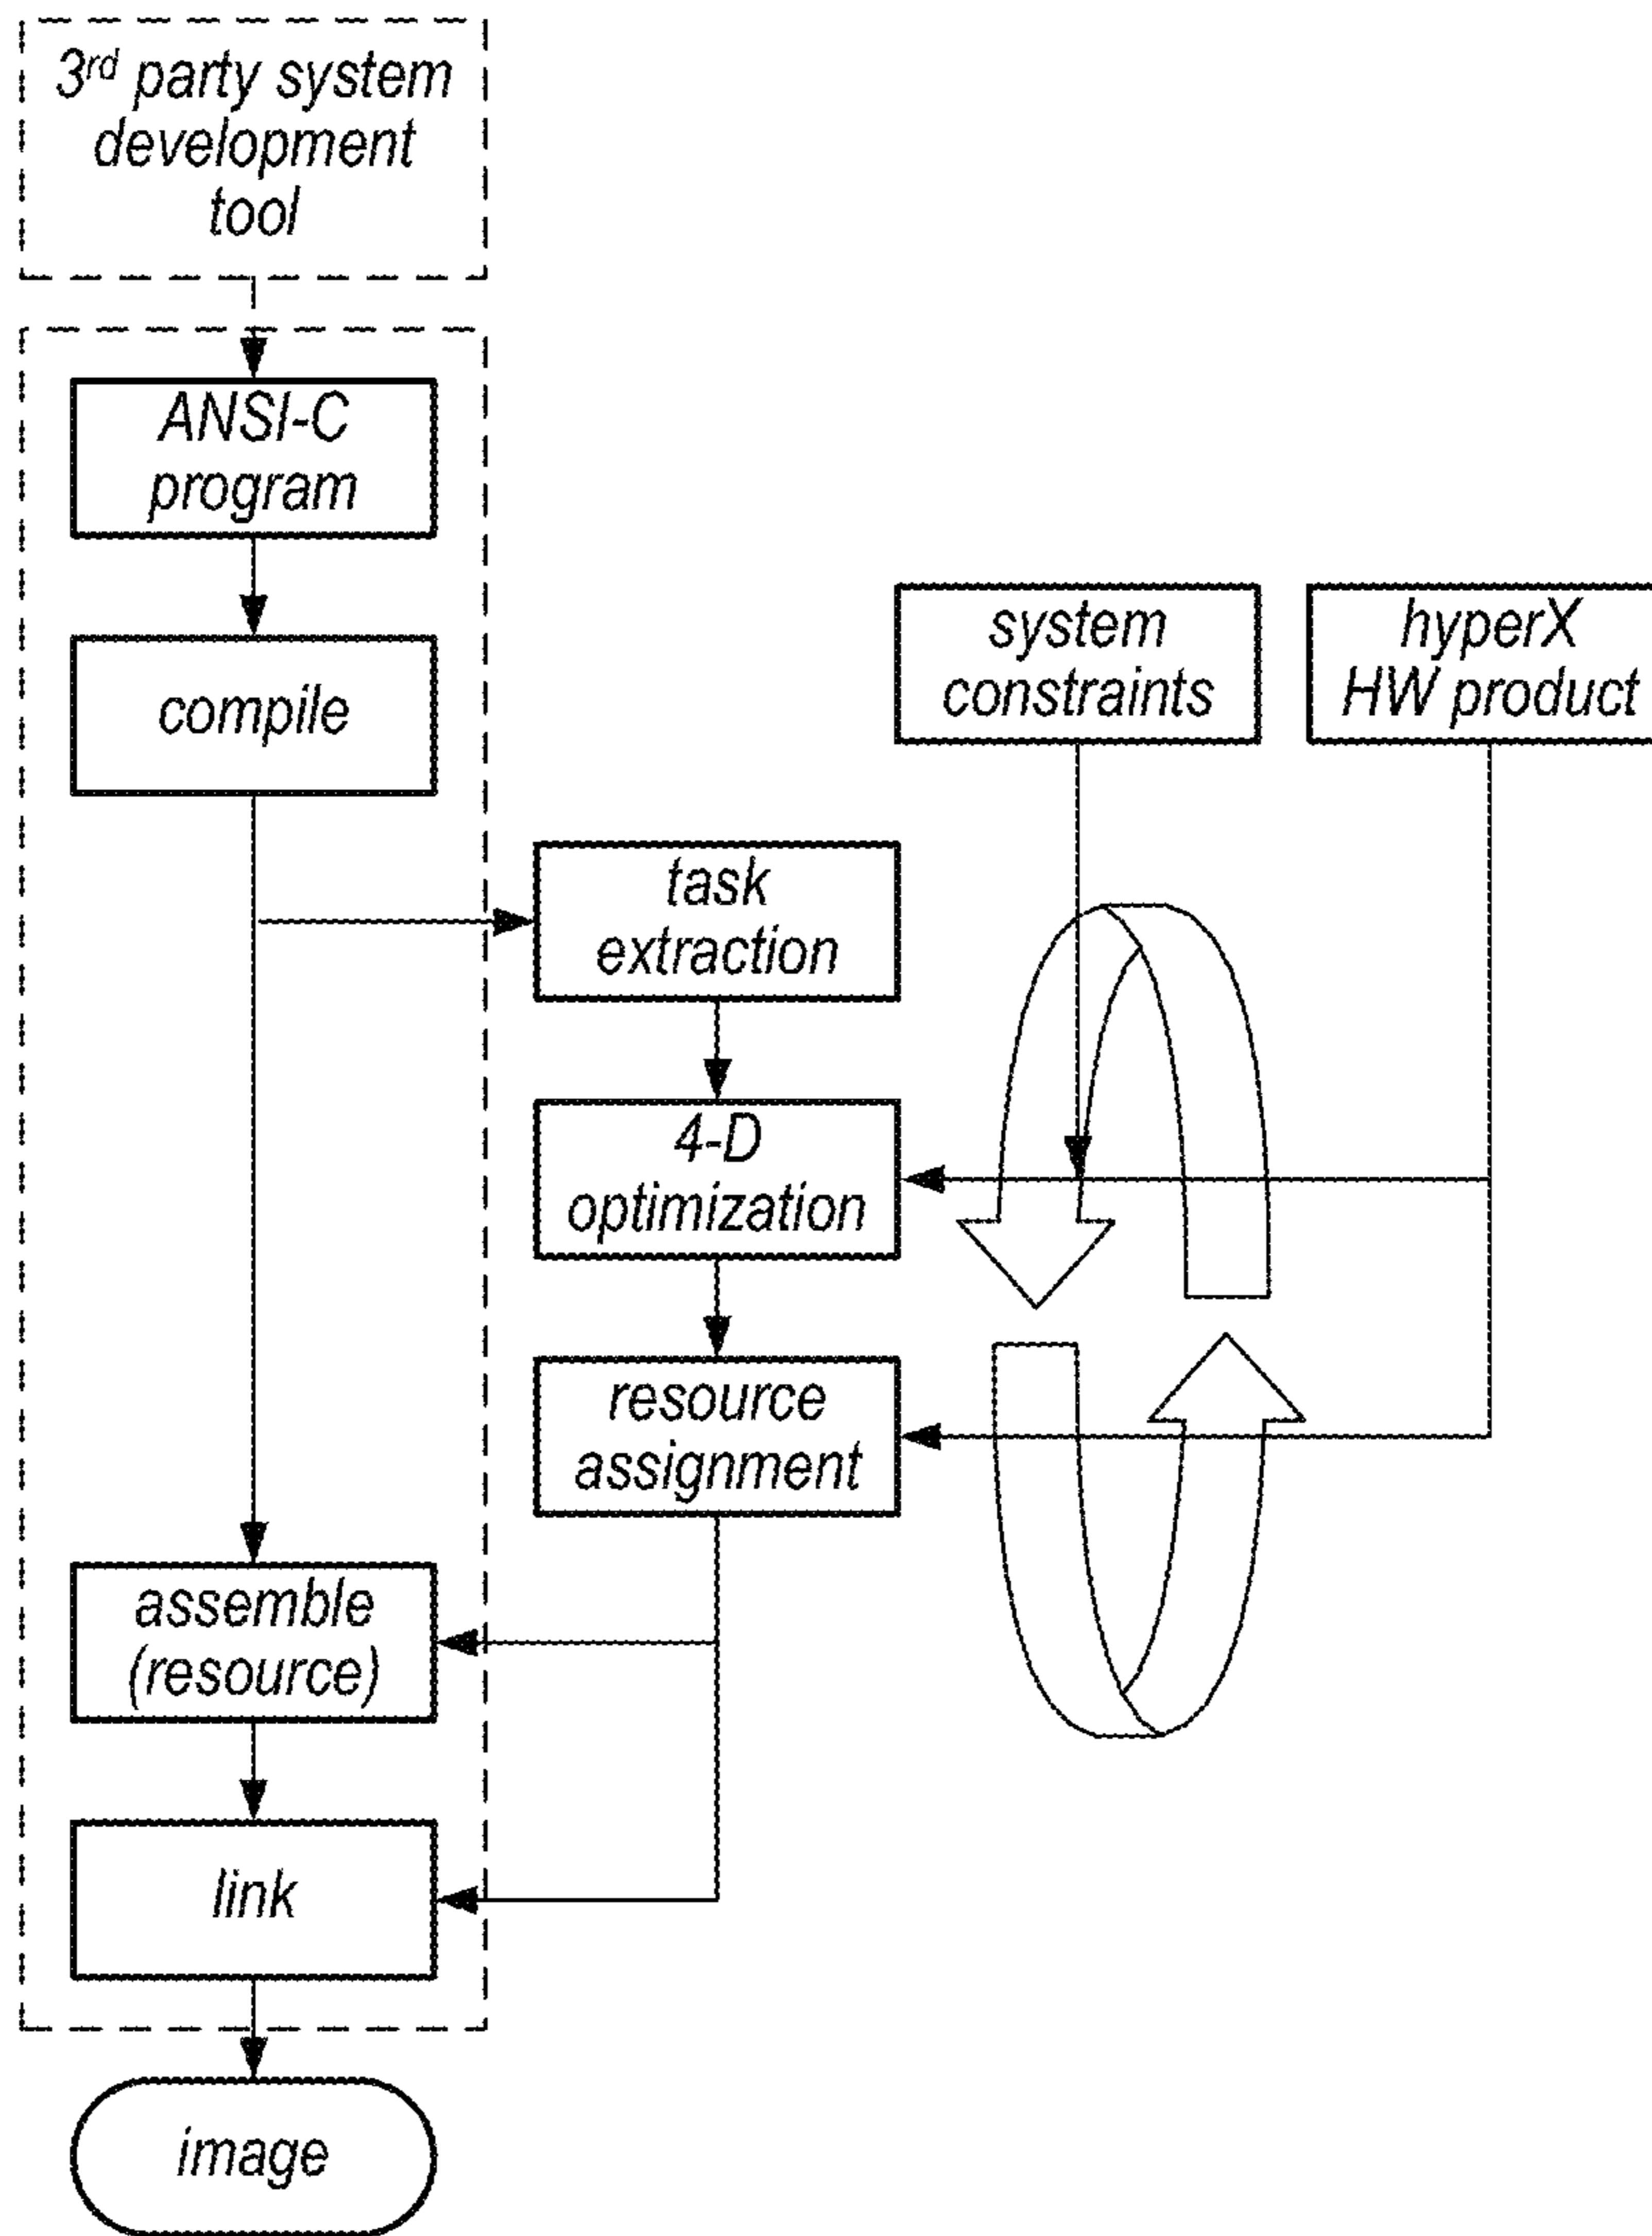 3rd party system
development
tool
ANSI-C
program
compile
system
constraints
hyperX
HW product
task
extraction
4-D
optimization
resource
assignment
assemble
(resource)
link
image